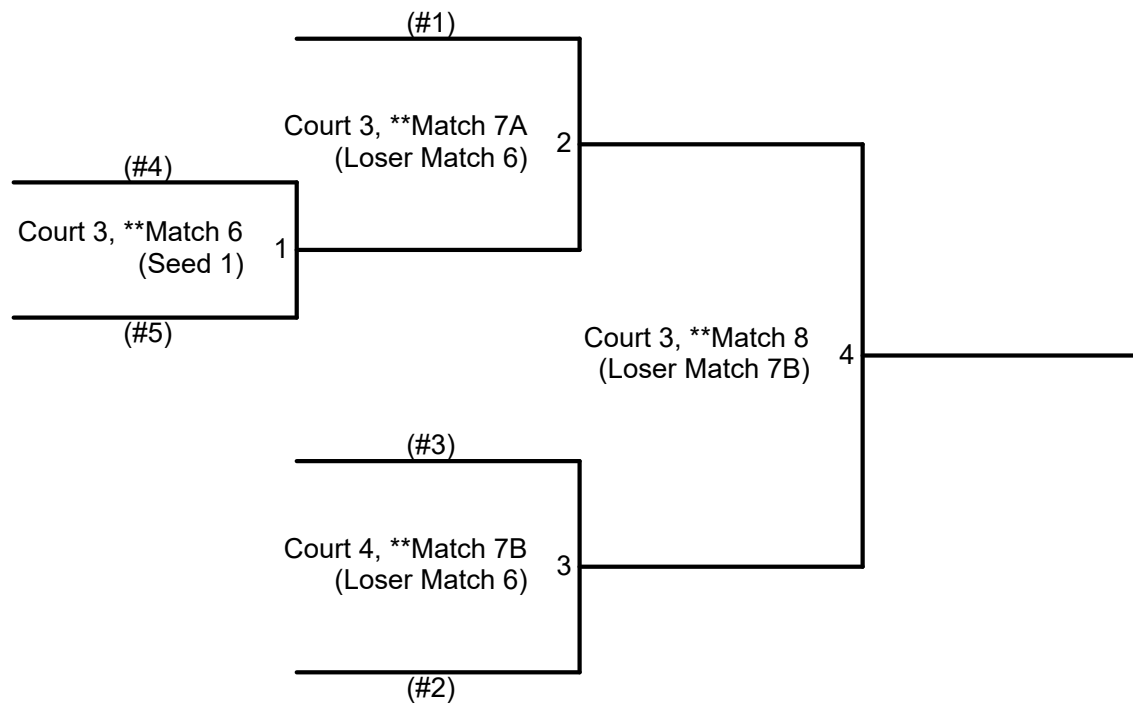 (#1)
Court 3, **Match 7A
(Loser Match 6)
2
(#4)
Court 3, **Match 6
(Seed 1)
1
(#5)
Court 3, **Match 8
(Loser Match 7B)
4
(#3)
Court 4, **Match 7B
(Loser Match 6)
3
(#2)